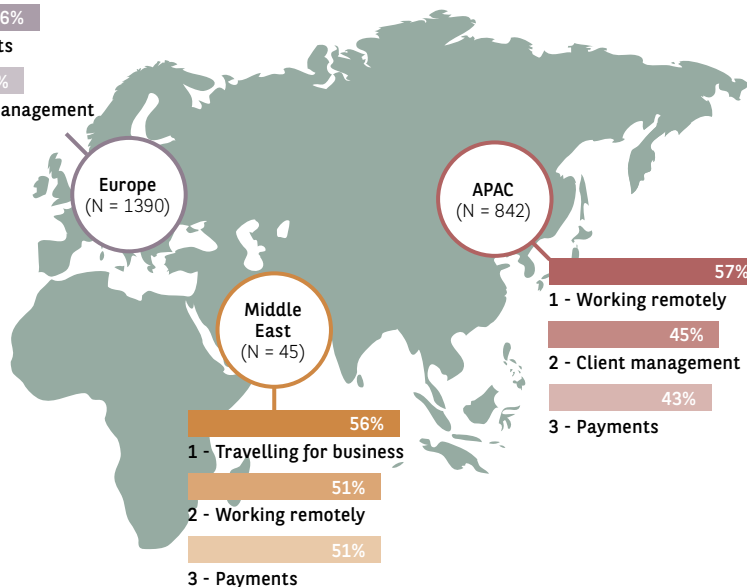 6%
ts
%
anagement
Europe
(N = 1390)
APAC
(N = 842)
Middle
East
(N = 45)
57%
1 - Working remotely
45%
2 - Client management
43%
3 - Payments
56%
1 - Travelling for business
51%
2 - Working remotely
51%
3 - Payments